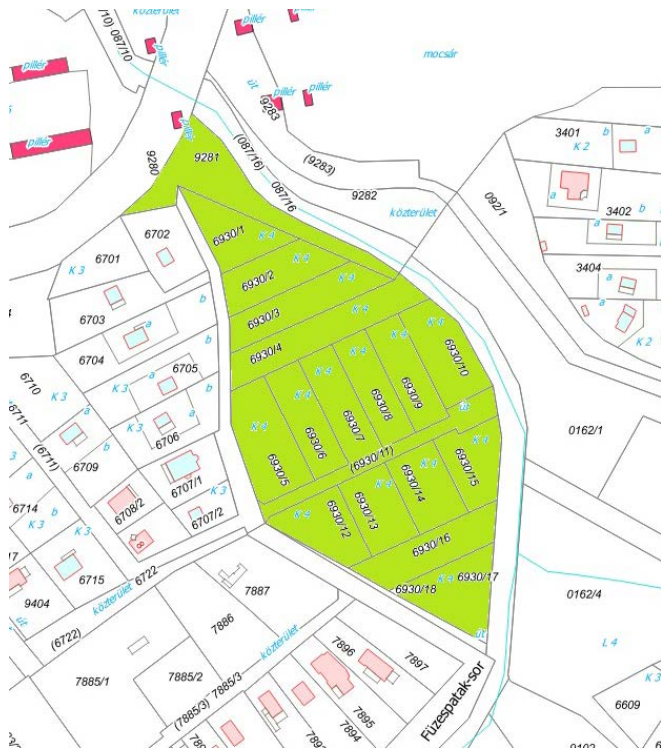 közterület
(/10) 087/10
pillér
pillér
pillér
mocsár
pillér
út
pillér
pillér
(9283)
pillér
pillér
9280
9281
(087/16)
087/16
(9283)
9282
közterület
092/1
3401
b
a
K 2
a
b
3402
a
3404
a
a
K 2
6702
6701
K 3
6930/1
K 4
6930/2
K 4
6930/3
K 4
6930/4
6703
b
a
6704
b
K 3
6705
a
b
6710
K 3
8711
a
6706
(6711)
6709
b
K 4
K 4
K 4
K 4
K 4
6930/10
6930/9
6930/8
6930/7
6930/6
6930/5
(6930/11)
út
K 4
0162/1
6707/1
K 3
6707/2
6708/2
a
6714
b
K 3
K 3
6715
6722
K 4
6930/12
6930/13
K 4
6930/14
K 4
6930/15
6930/16
K 4
6930/17
6930/18
út
17
9404
út
közterület
(6722)
7887
7886
közterület
7885/2
7885/1
(7885/3)
7885/3
7896
7897
7895
7894
Füzespatak-sor
0162/4
L 4
K 3
6609